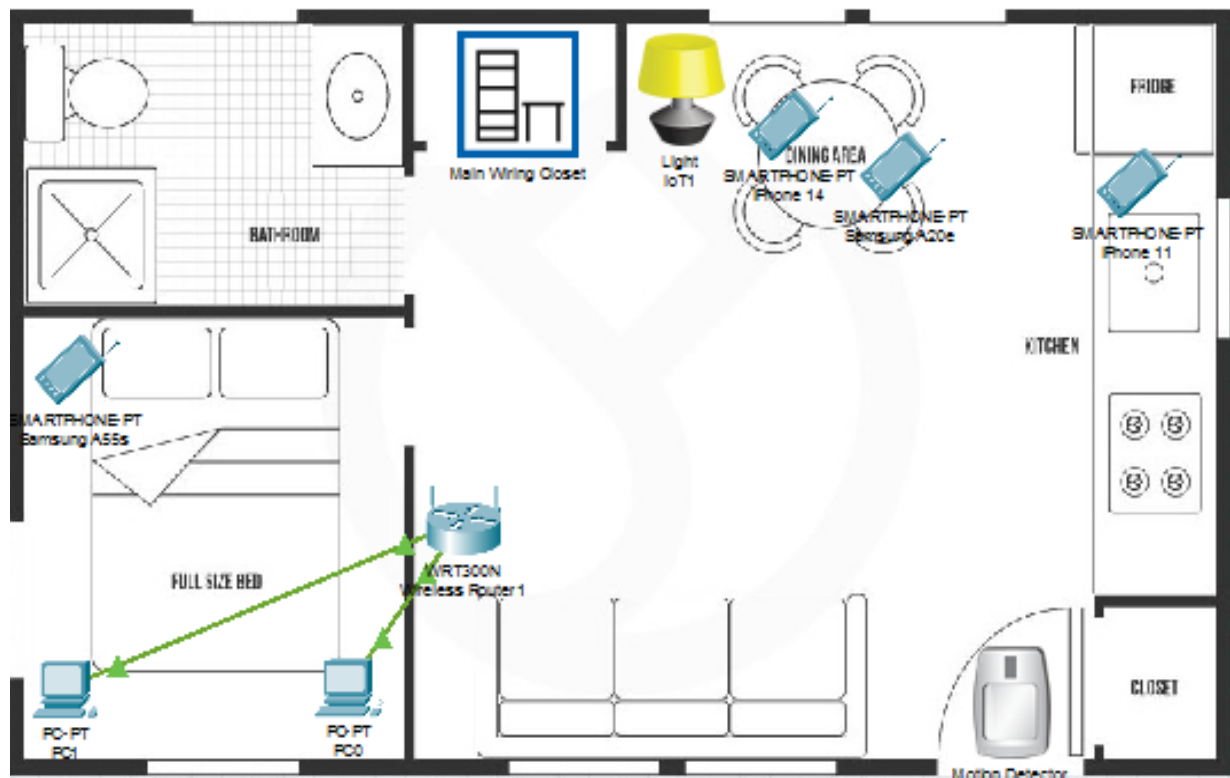 FRIDGE
Main Wiring Closet
Light
IoT1
DINING AREA
SMARTPHONE-PT
iPhone 14
SMARTPHONE-PT
Samsung A20e
SMARTPHONE-PT
iPhone 11
BATHROOM
KITCHEN
SMARTPHONE-PT
Samsung A55s
WRT300N
Wireless Router1
FULL SIZE BED
CLOSET
PC-PT
PC1
PC-PT
PC0
Motion Detector